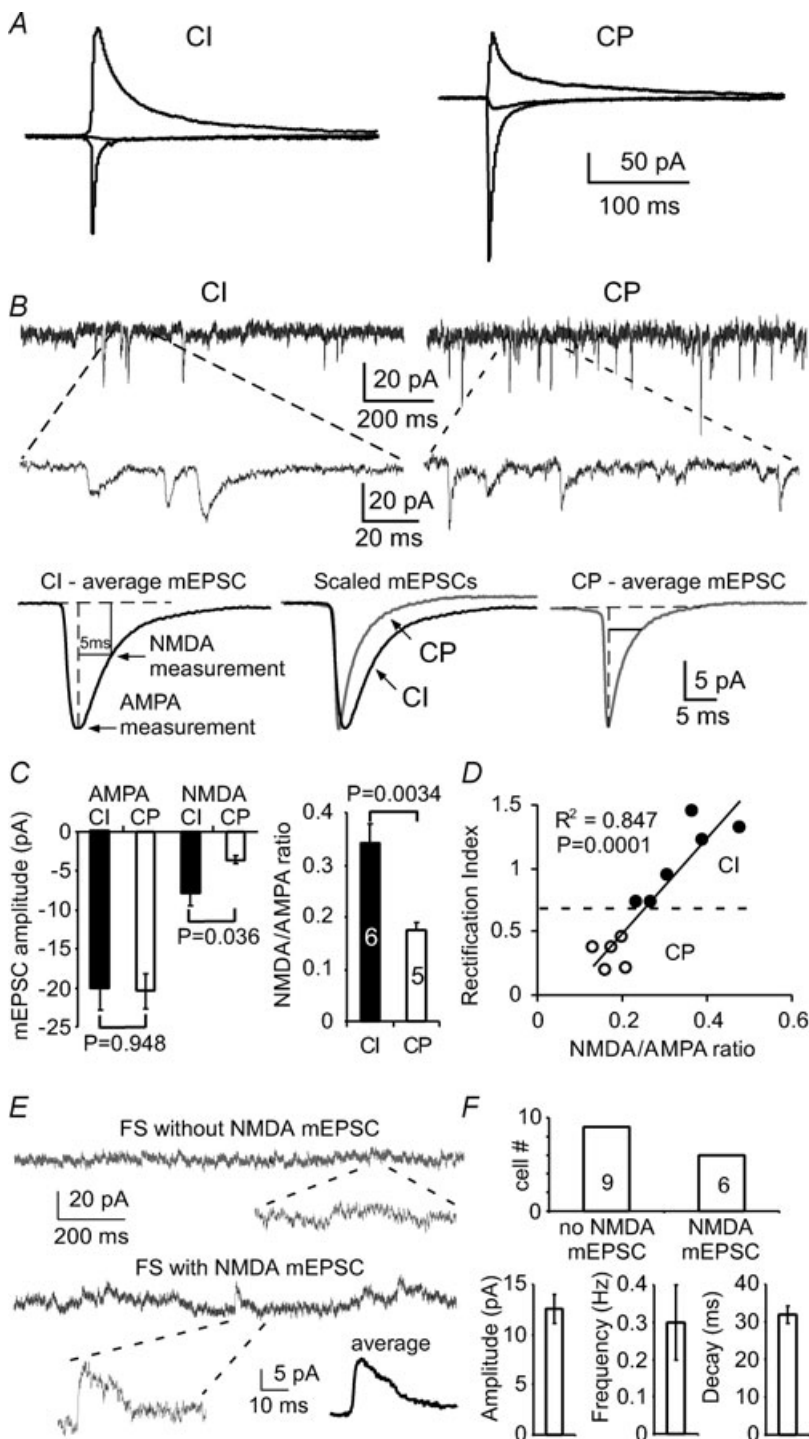 A
CI
CP
50 pA
100 ms
B
CI
CP
20 pA
200 ms
20 pA
20 ms
CI - average mEPSC
Scaled mEPSCs
CP - average mEPSC
5ms
NMDA
measurement
AMPA
measurement
CP
CI
5 pA
5 ms
C
AMPA
NMDA
CI CP CI CP
mEPSC amplitude (pA)
0
-5
-10
-15
-20
-25
P=0.036
P=0.948
P=0.0034
NMDA/AMPA ratio
0.4
0.3
0.2
0.1
0
6
5
CI
CP
D
R² = 0.847
P=0.0001
Rectification Index
2
1.5
1
0.5
0
CI
CP
0 0.2 0.4 0.6
NMDA/AMPA ratio
E
FS without NMDA mEPSC
20 pA
200 ms
FS with NMDA mEPSC
average
5 pA
10 ms
F
cell #
10
5
0
9
6
no NMDA
mEPSC
NMDA
mEPSC
Amplitude (pA)
15
10
5
0
Frequency (Hz)
0.4
0.3
0.2
0.1
0
Decay (ms)
40
30
20
10
0